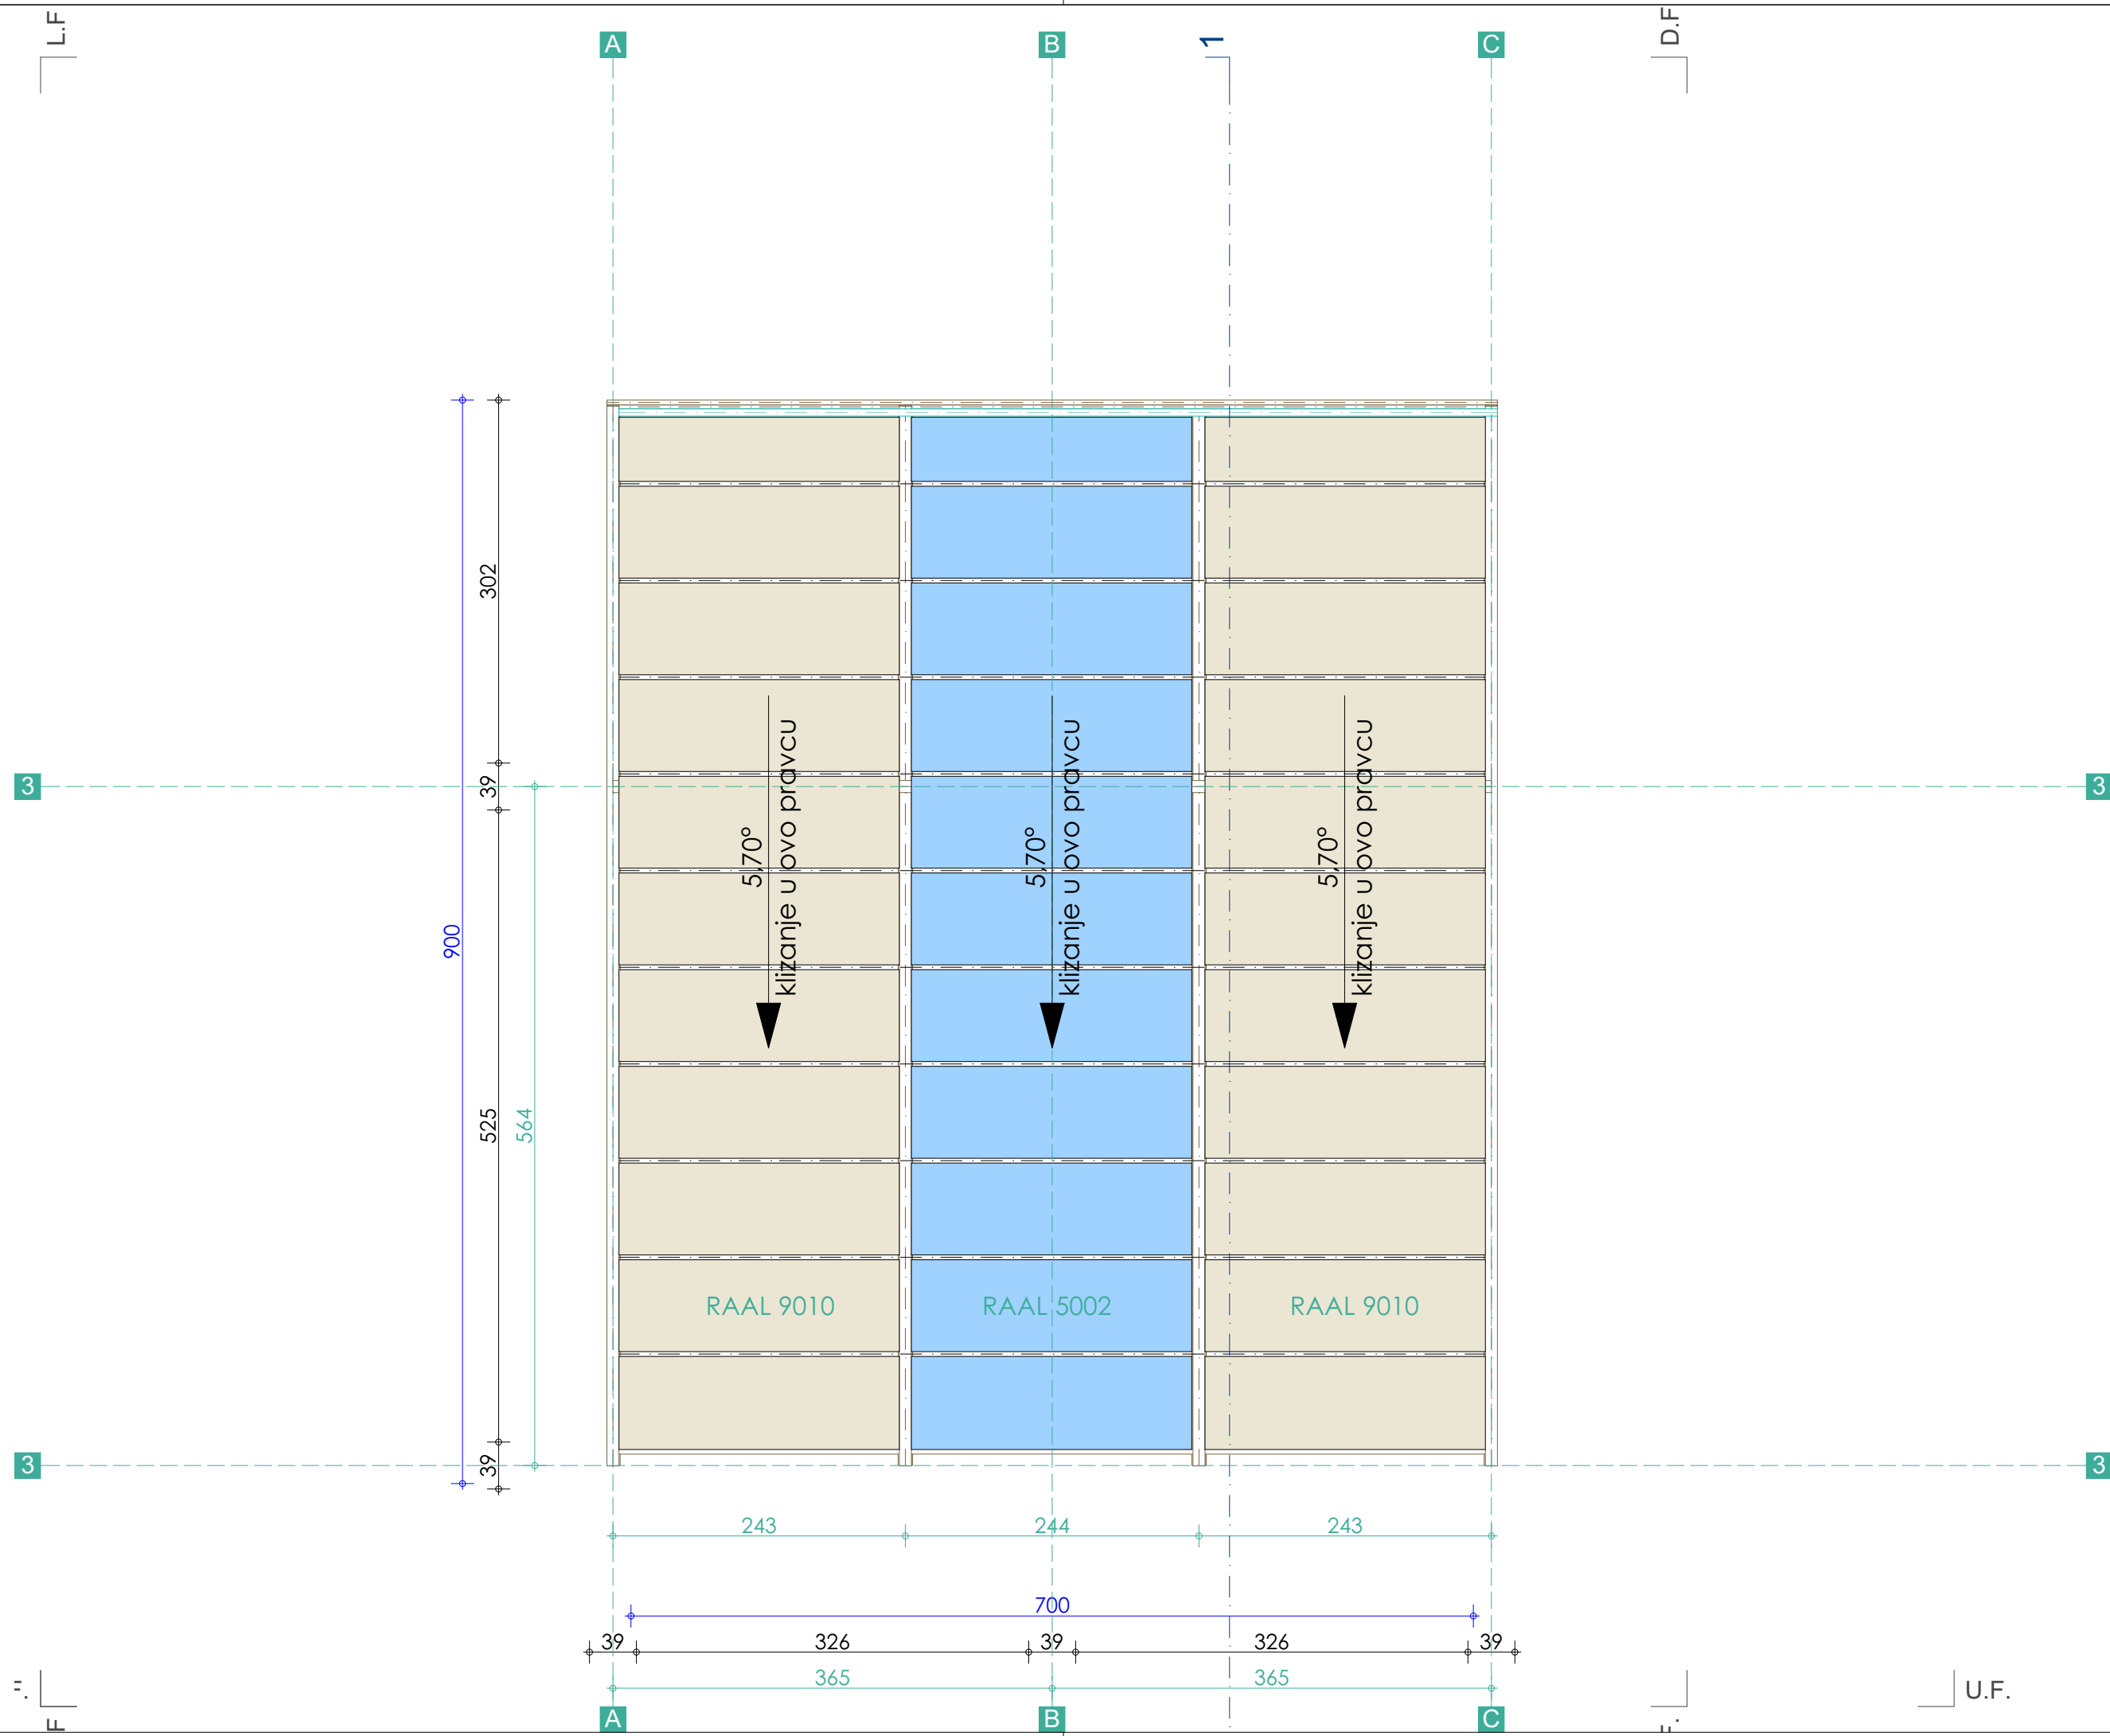 L.F
D.F
A
B
1
C
302
3
39
3
5,70°
klizanje u ovo pravcu
5,70°
klizanje u ovo pravcu
5,70°
klizanje u ovo pravcu
900
525
564
RAAL 9010
RAAL 5002
RAAL 9010
3
39
3
243
244
243
700
39
326
39
326
39
365
365
U.F.
A
B
C
F